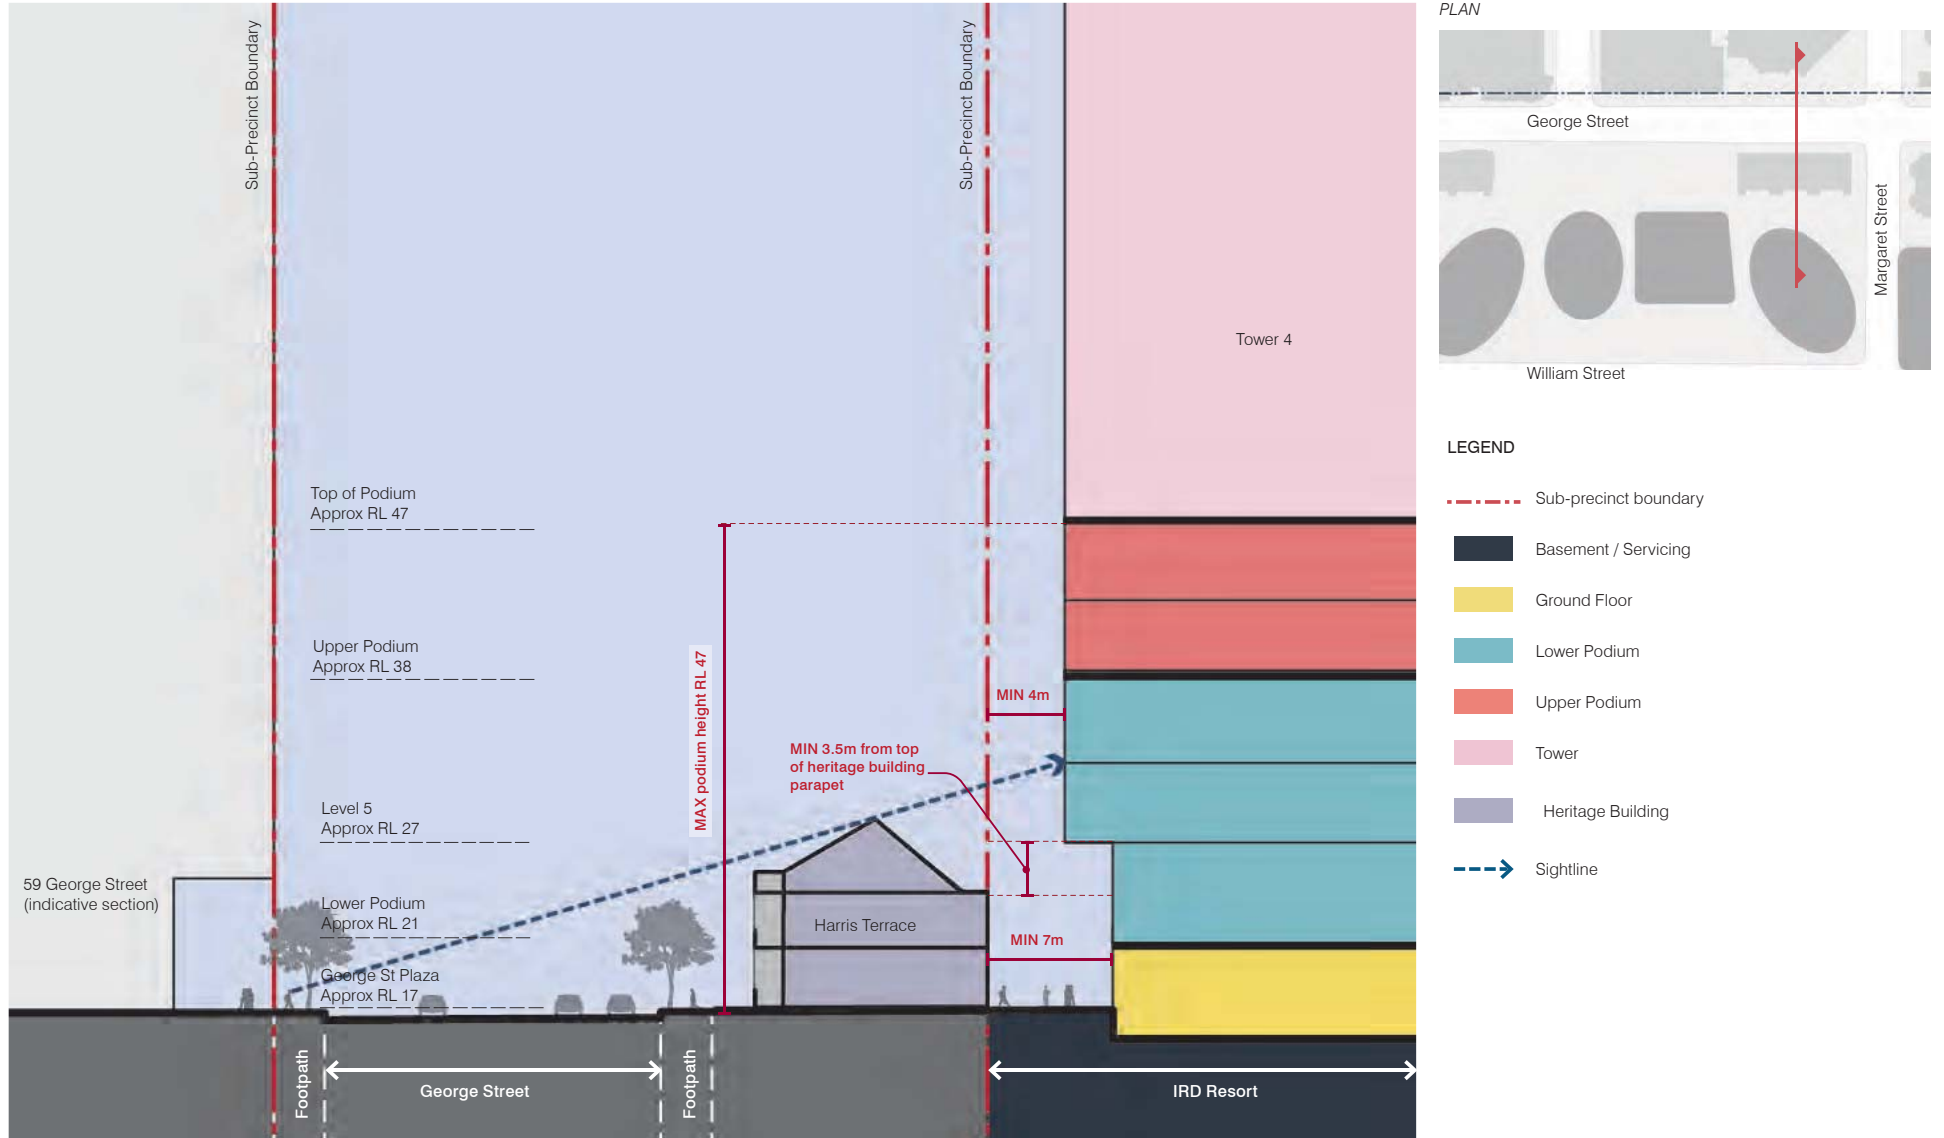 Sub-Precinct Boundary
Sub-Precinct Boundary
Tower 4
Top of Podium
Approx RL 47
Upper Podium
Approx RL 38
MAX podium height RL 47
MIN 4m
MIN 3.5m from top
of heritage building
parapet
Level 5
Approx RL 27
59 George Street
(indicative section)
Lower Podium
Approx RL 21
Harris Terrace
MIN 7m
George St Plaza
Approx RL 17
Footpath
George Street
Footpath
IRD Resort
PLAN
George Street
Margaret Street
William Street
LEGEND
Sub-precinct boundary
Basement / Servicing
Ground Floor
Lower Podium
Upper Podium
Tower
Heritage Building
Sightline